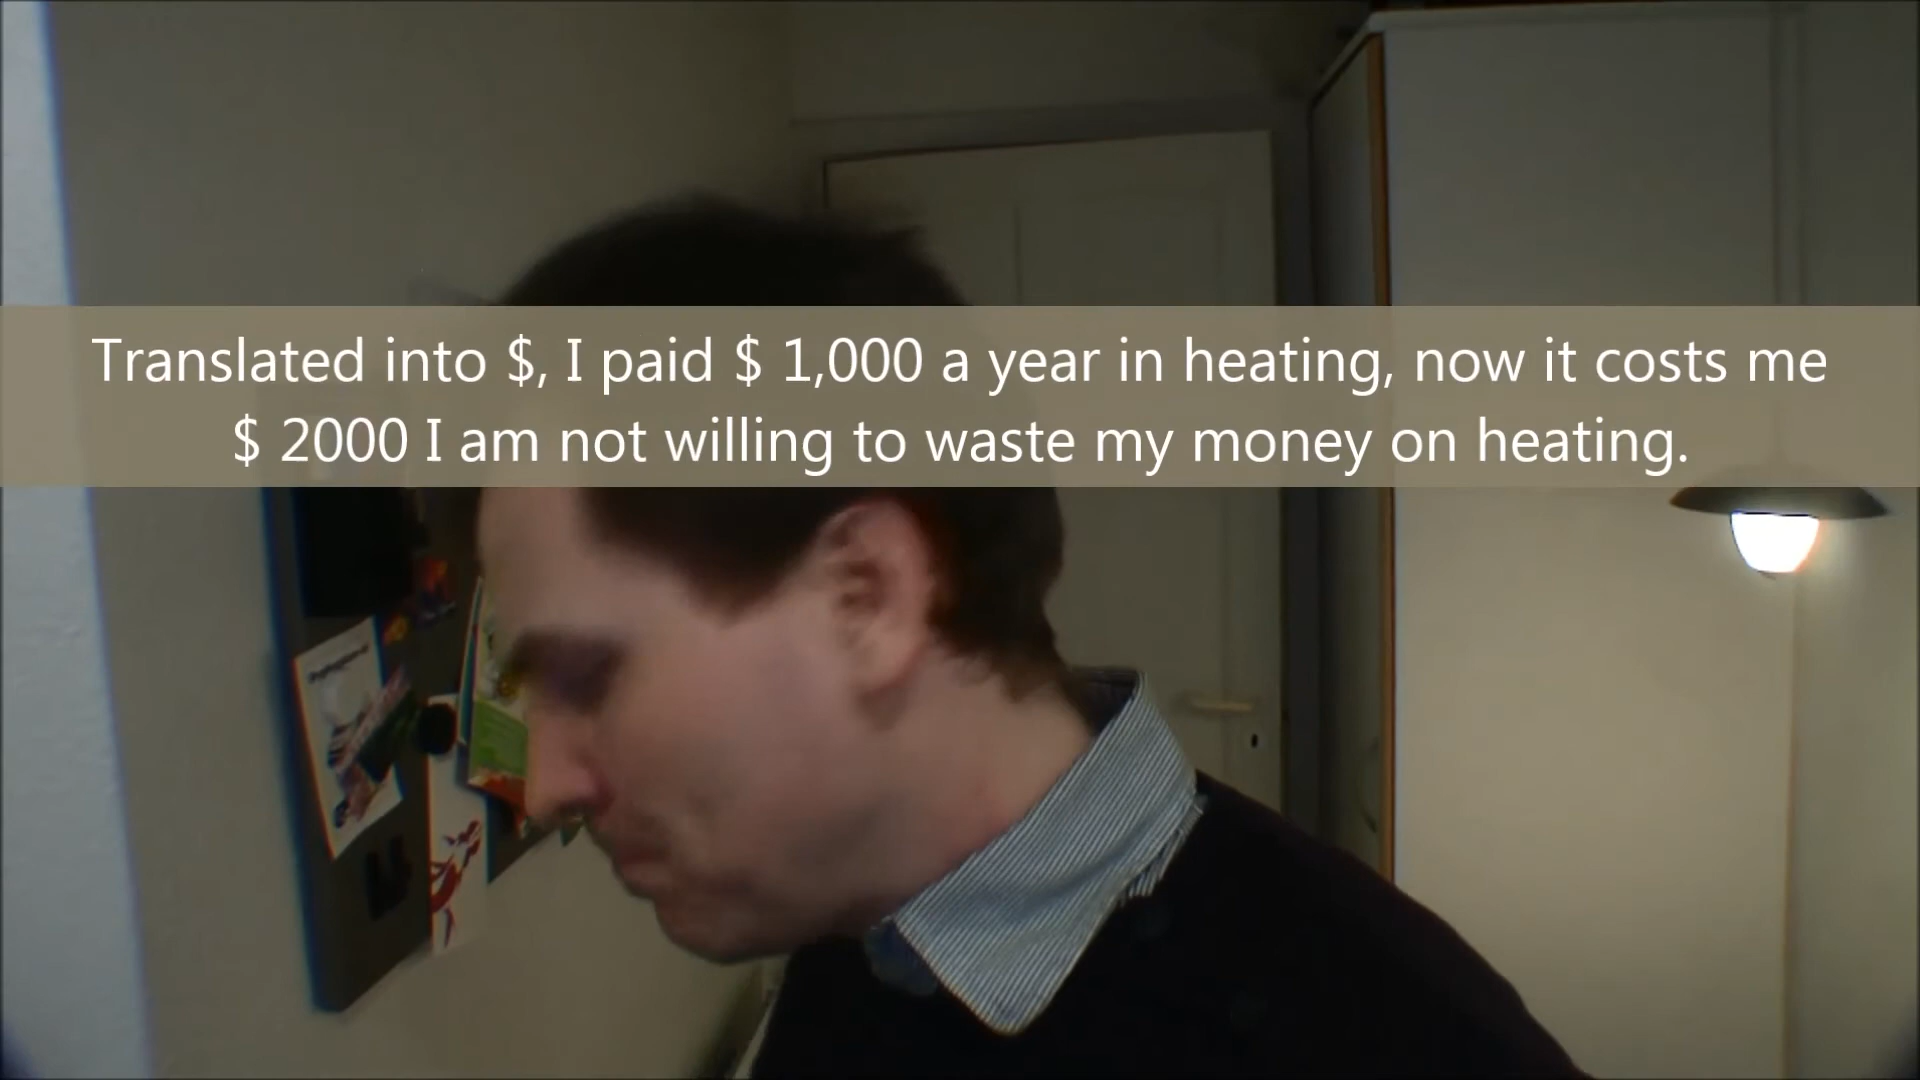 Translated into $, I paid $ 1,000 a year in heating, now it costs me
$ 2000 I am not willing to waste my money on heating.